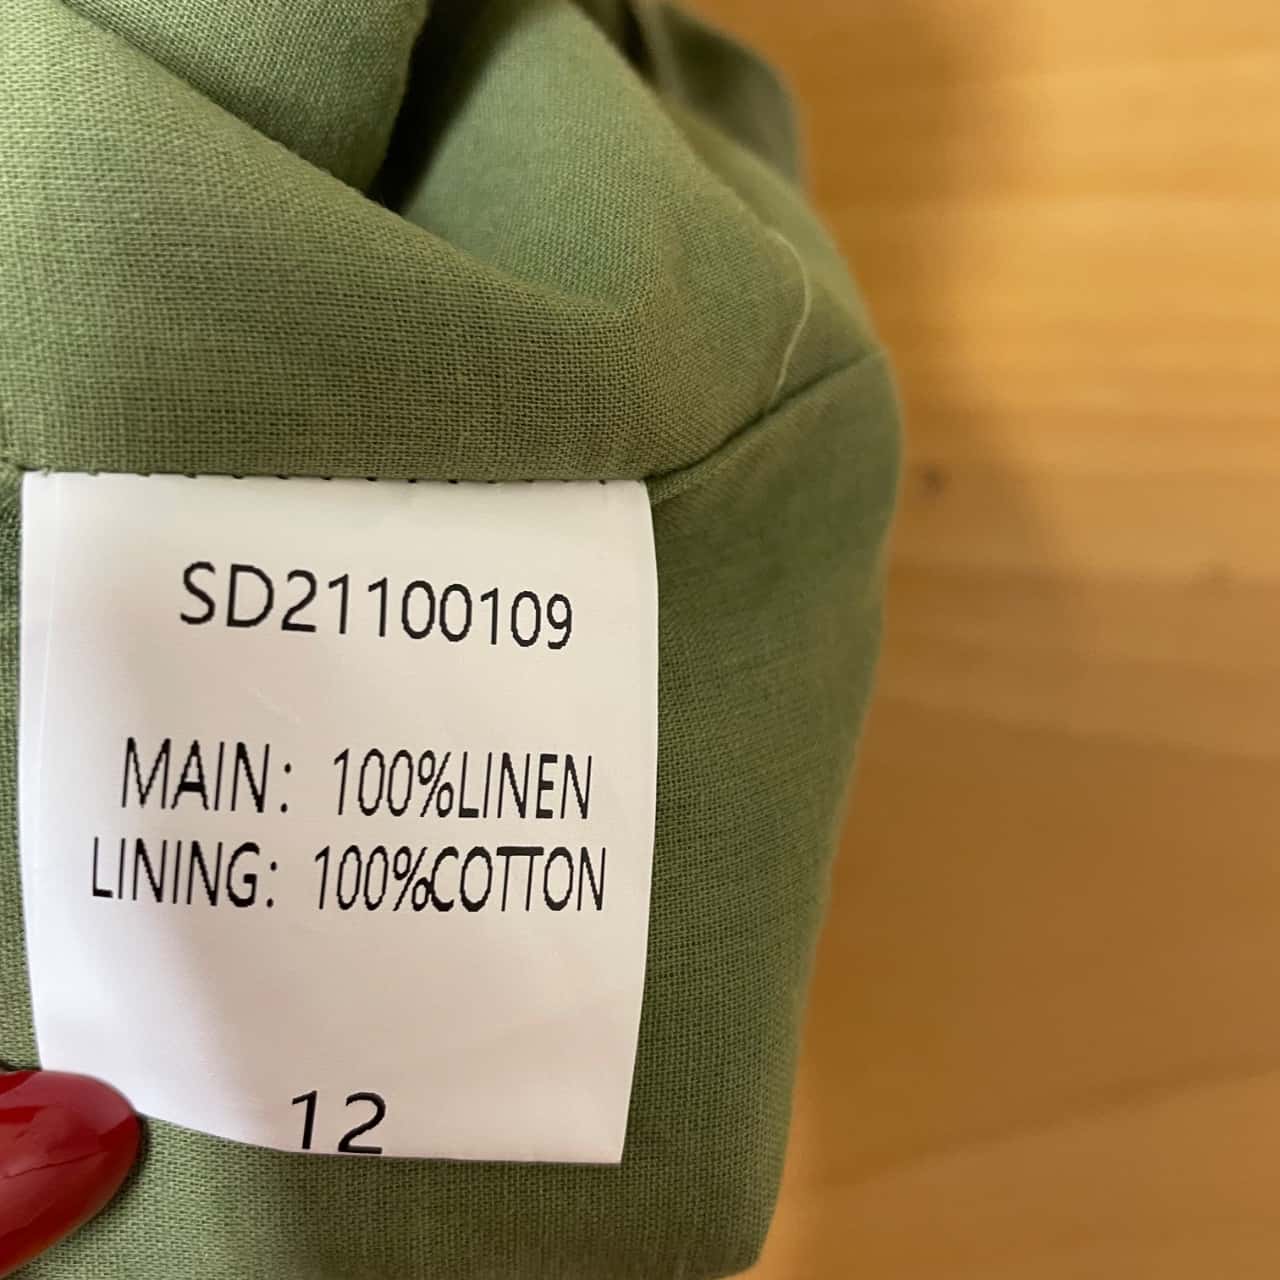 SD21100109
MAIN: 100%LINEN
LINING: 100%COTTON
12